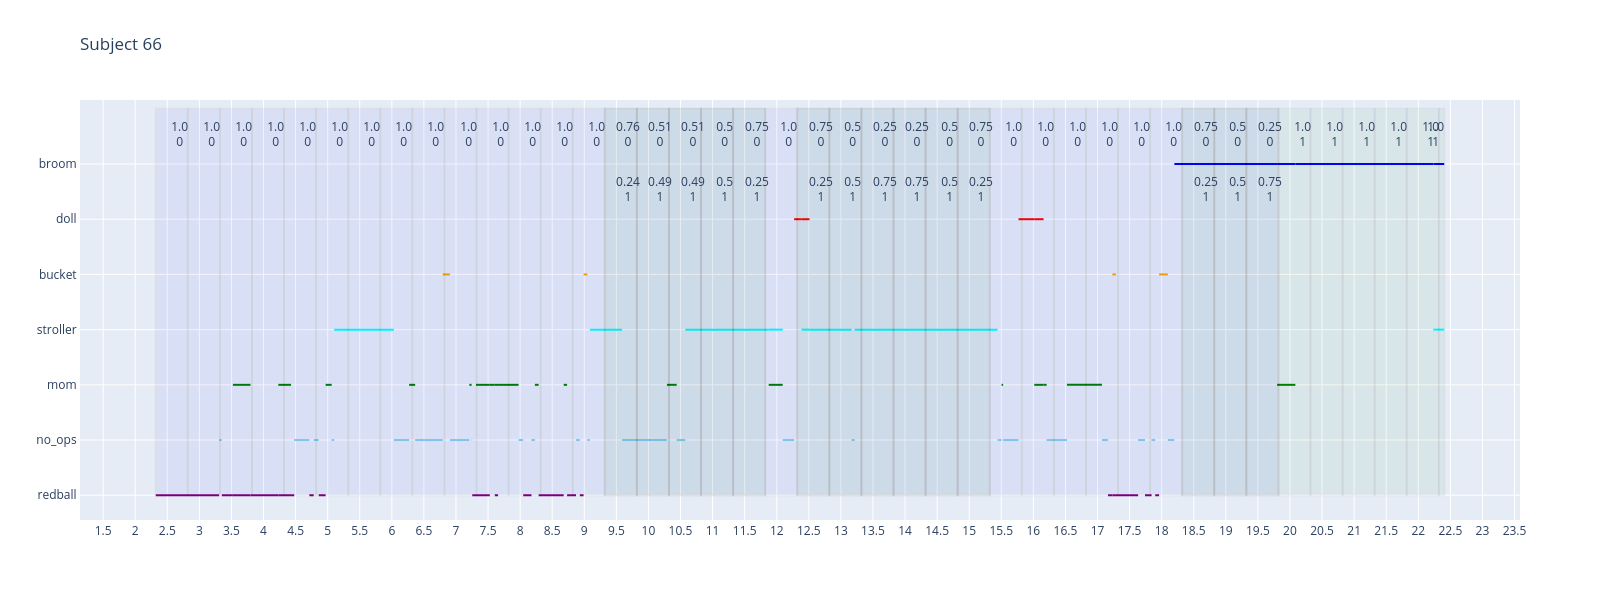 Subject 66
1.0 1.0 1.0 1.0 1.0 1.0 1.0 1.0 1.0 1.0 1.0 1.0 1.0 1.0 0.76 0.51 0.51 0.5 0.75 1.0 0.75 0.5 0.25 0.25 0.5 0.75 1.0 1.0 1.0 1.0 1.0 1.0 0.75 0.5 0.25 1.0 1.0 1.0 1.0
0 0 0 0 0 0 0 0 0 0 0 0 0 0 0 0 0 0 0 0 0 0 0 0 0 0 0 0 0 0 0 0 0 0 0 1 1 1 1 11
broom
0.24 0.49 0.49 0.5 0.25 0.25 0.5 0.75 0.75 0.5 0.25 0.25 0.5 0.75
1 1 1 1 1 1 1 1 1 1 1 1 1 1
doll
bucket
stroller
mom
no_ops
redball
1.5 2 2.5 3 3.5 4 4.5 5 5.5 6 6.5 7 7.5 8 8.5 9 9.5 10 10.5 11 11.5 12 12.5 13 13.5 14 14.5 15 15.5 16 16.5 17 17.5 18 18.5 19 19.5 20 20.5 21 21.5 22 22.5 23 23.5